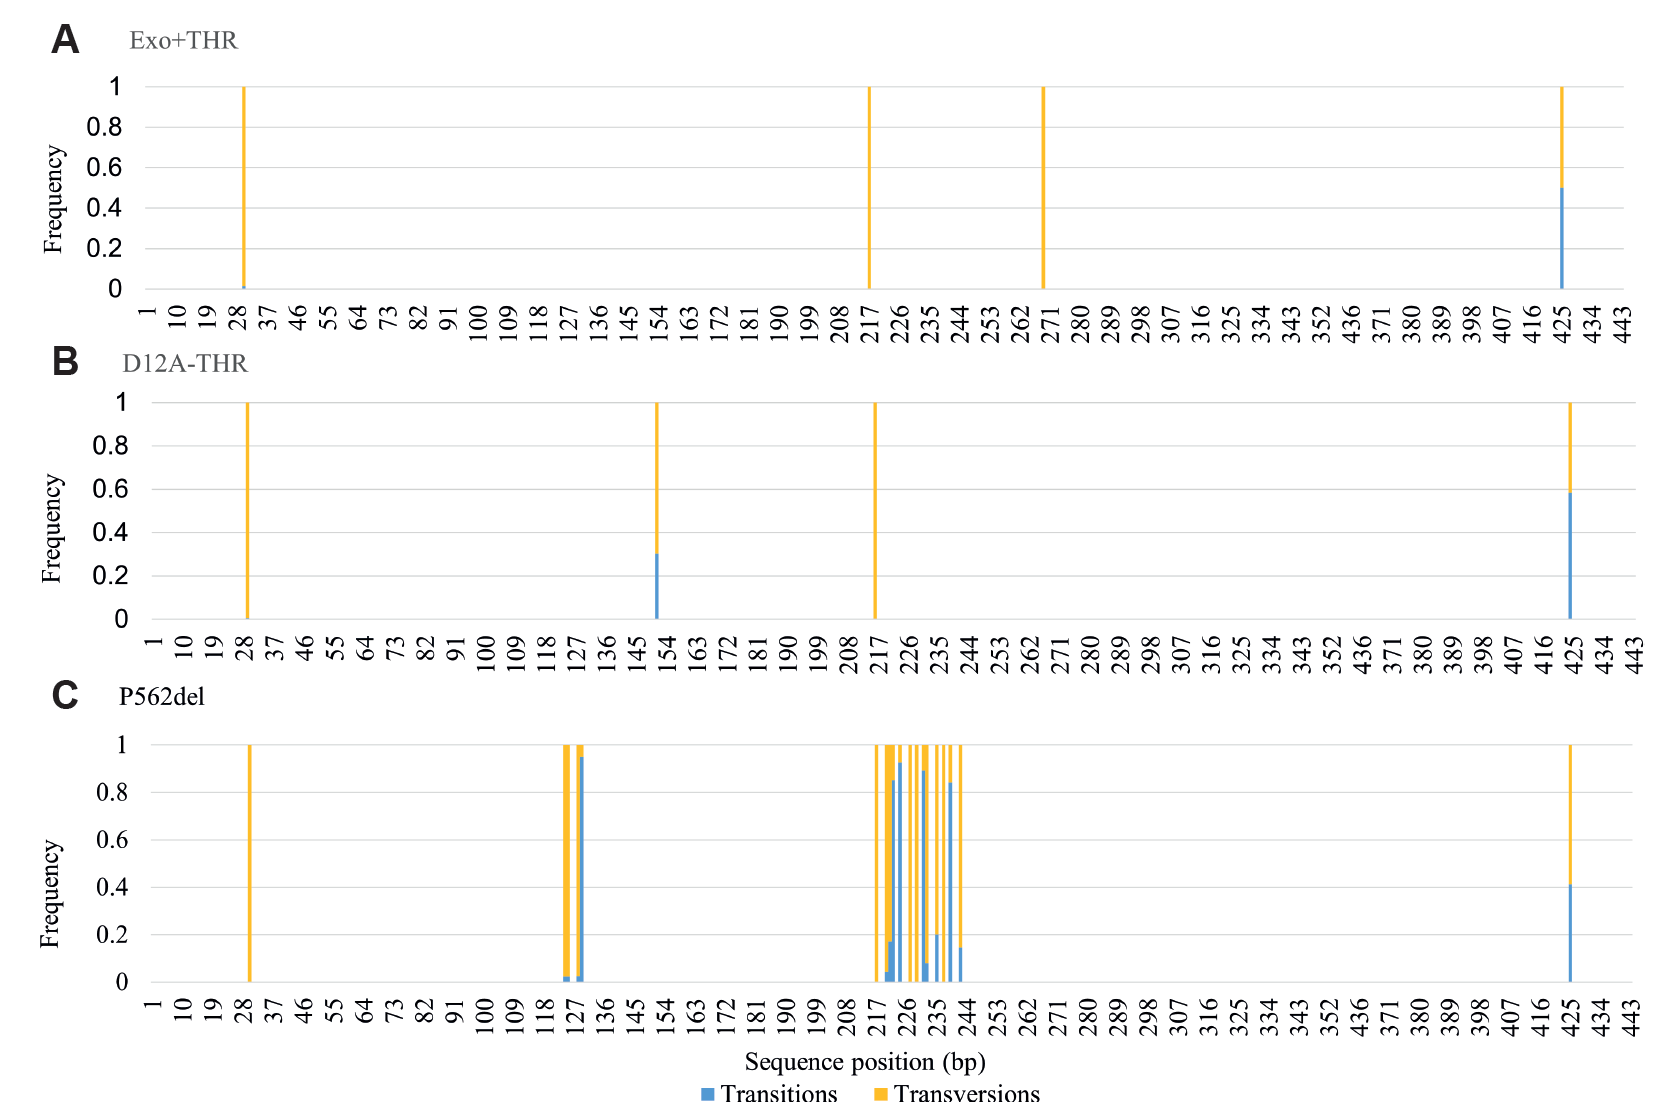 A Exo+THR
Frequency
1
0.8
0.6
0.4
0.2
0
1 10 19 28 37 46 55 64 73 82 91 100 109 118 127 136 145 154 163 172 181 190 199 208 217 226 235 244 253 262 271 280 289 298 307 316 325 334 343 352 436 371 380 389 398 407 416 425 434 443
B D12A-THR
Frequency
1
0.8
0.6
0.4
0.2
0
1 10 19 28 37 46 55 64 73 82 91 100 109 118 127 136 145 154 163 172 181 190 199 208 217 226 235 244 253 262 271 280 289 298 307 316 325 334 343 352 436 371 380 389 398 407 416 425 434 443
C P562del
Frequency
1
0.8
0.6
0.4
0.2
0
1 10 19 28 37 46 55 64 73 82 91 100 109 118 127 136 145 154 163 172 181 190 199 208 217 226 235 244 253 262 271 280 289 298 307 316 325 334 343 352 436 371 380 389 398 407 416 425 434 443
Sequence position (bp)
Transitions Transversions